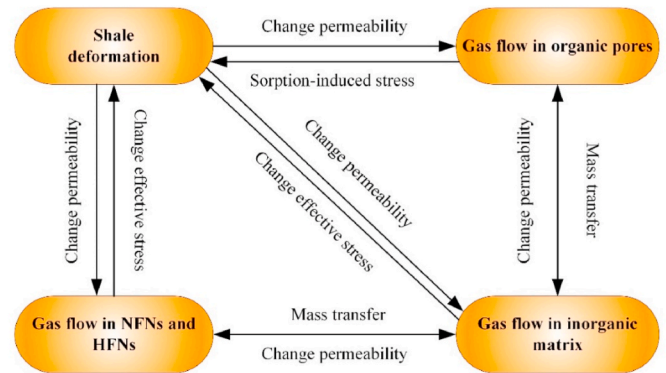 Shale
deformation
Change permeability
Sorption-induced stress
Gas flow in organic pores
Change permeability
Change effective stress
Change permeability
Change effective stress
Change permeability
Mass transfer
Gas flow in NFNs and
HFNs
Mass transfer
Change permeability
Gas flow in inorganic
matrix